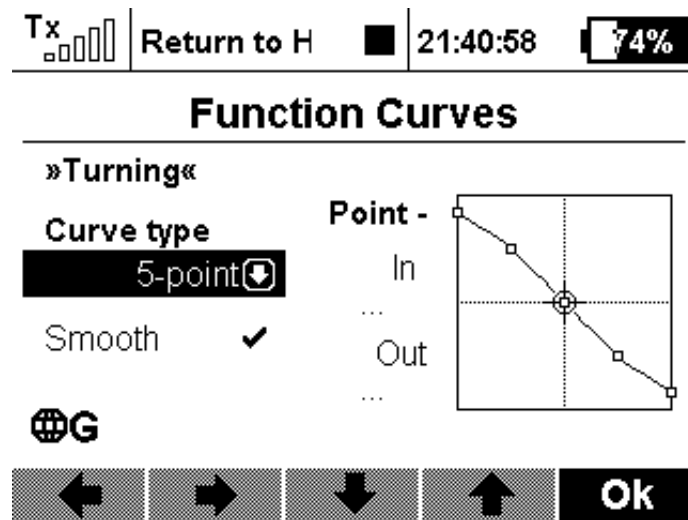 Tx Return to H 21:40:58 74%
Function Curves
»Turning«
Curve type
5-point
Smooth
Point -
In
...
Out
...
G
Ok